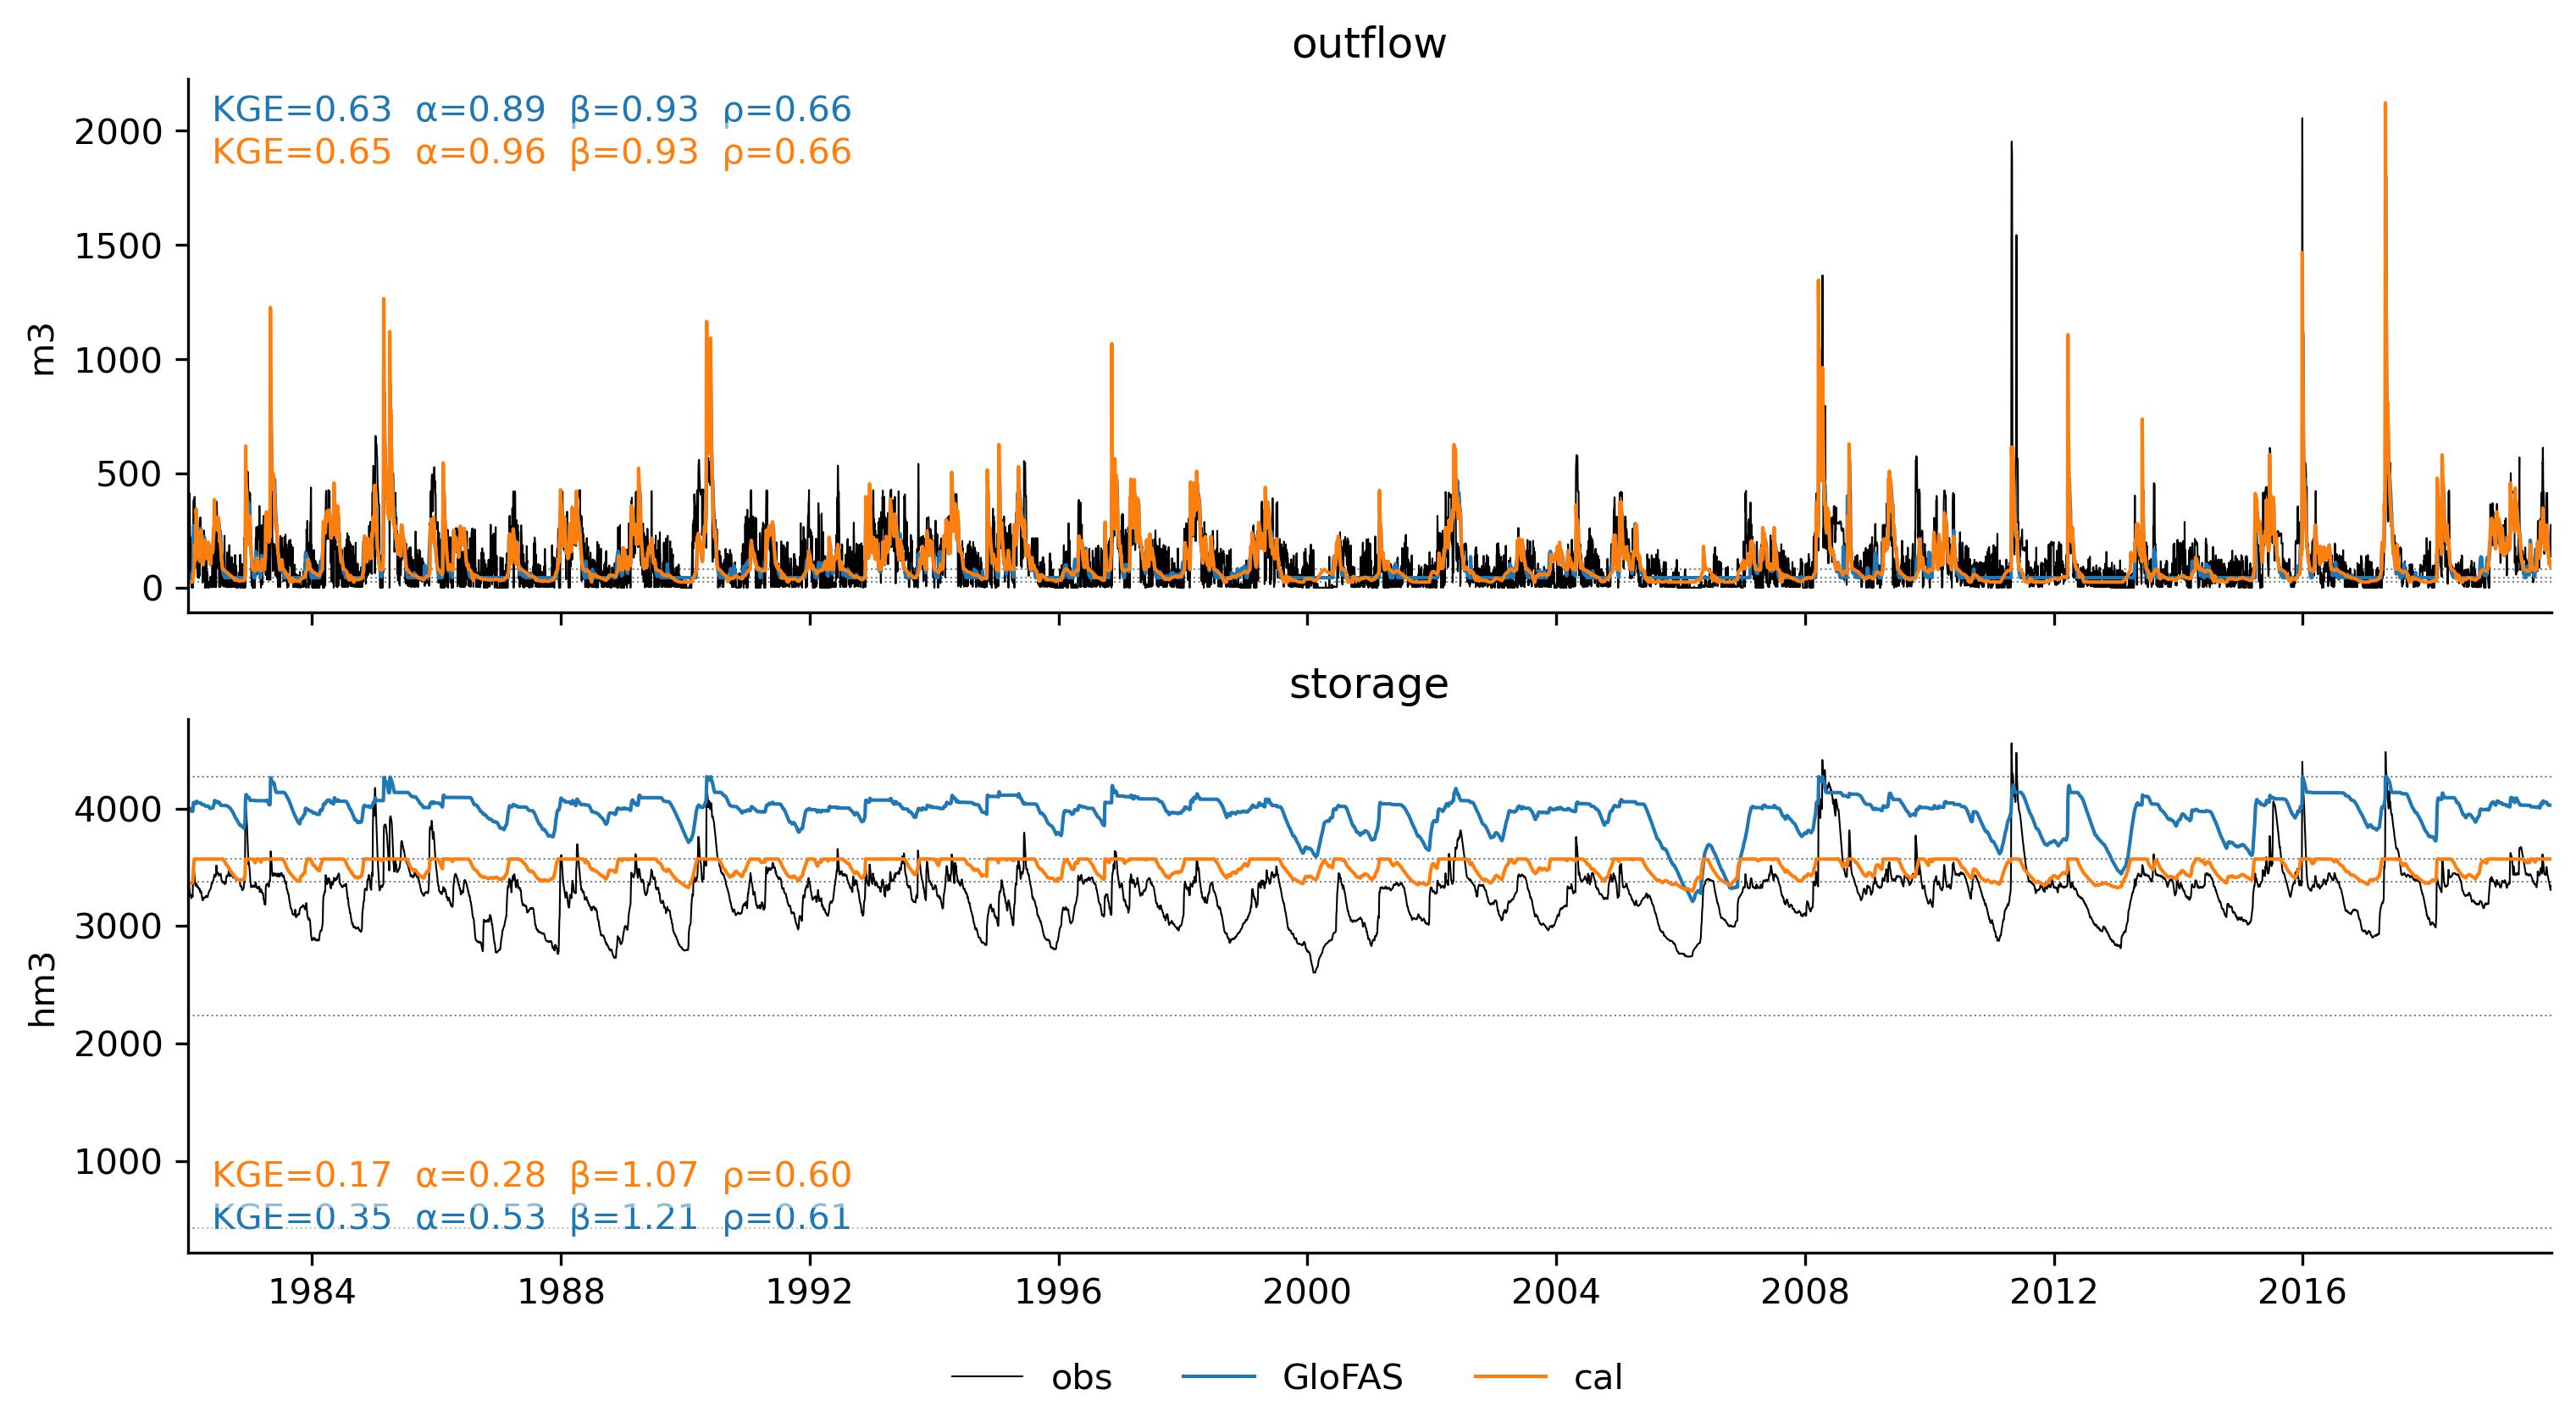 outflow
KGE=0.63 α=0.89 β=0.93 ρ=0.66
KGE=0.65 α=0.96 β=0.93 ρ=0.66
2000
1500
1000
500
0
m3
storage
4000
3000
2000
1000
hm3
KGE=0.17 α=0.28 β=1.07 ρ=0.60
KGE=0.35 α=0.53 β=1.21 ρ=0.61
1984 1988 1992 1996 2000 2004 2008 2012 2016
obs GloFAS cal